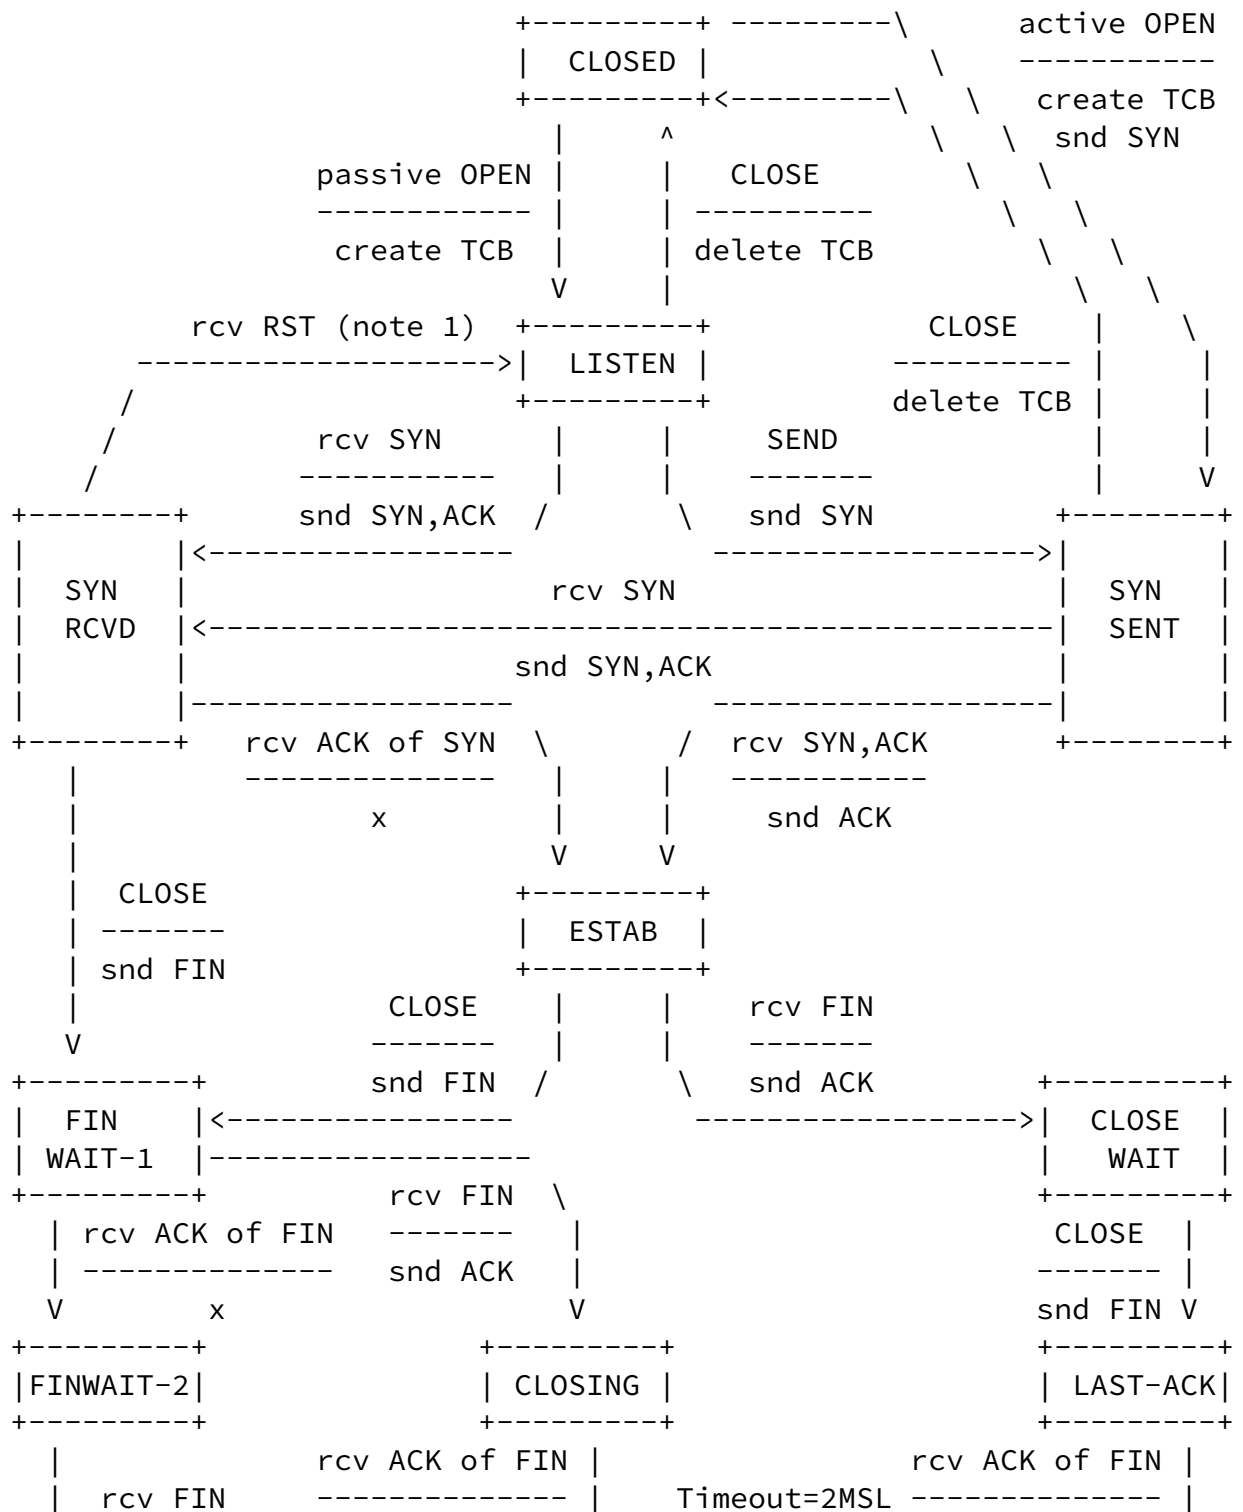 +---------+ ---------\      active OPEN
                            |  CLOSED |            \    -----------
                            +---------+<---------\   \   create TCB
                              |     ^              \   \  snd SYN
                 passive OPEN |     |   CLOSE        \   \
                 ------------ |     | ----------       \   \
                  create TCB  |     | delete TCB         \   \
                              V     |                      \   \
          rcv RST (note 1)  +---------+            CLOSE    |    \
       -------------------->|  LISTEN |          ---------- |     |
      /                     +---------+          delete TCB |     |
     /           rcv SYN      |     |     SEND              |     |
    /           -----------   |     |    -------            |     V
+--------+      snd SYN,ACK  /       \   snd SYN          +--------+
|        |<-----------------           ------------------>|        |
|  SYN   |                    rcv SYN                     |  SYN   |
|  RCVD  |<-----------------------------------------------|  SENT  |
|        |                  snd SYN,ACK                   |        |
|        |------------------           -------------------|        |
+--------+   rcv ACK of SYN  \       /  rcv SYN,ACK       +--------+
   |         --------------   |     |   -----------
   |                x         |     |     snd ACK
   |                          V     V
   |  CLOSE                 +---------+
   | -------                |  ESTAB  |
   | snd FIN                +---------+
   |                 CLOSE    |     |    rcv FIN
   V                -------   |     |    -------
+---------+         snd FIN  /       \   snd ACK         +---------+
|  FIN    |<----------------          ------------------>|  CLOSE  |
| WAIT-1  |------------------                            |   WAIT  |
+---------+          rcv FIN  \                          +---------+
  | rcv ACK of FIN   -------   |                          CLOSE  |
  | --------------   snd ACK   |                         ------- |
  V        x                   V                         snd FIN V
+---------+               +---------+                    +---------+
|FINWAIT-2|               | CLOSING |                    | LAST-ACK|
+---------+               +---------+                    +---------+
  |              rcv ACK of FIN |                 rcv ACK of FIN |
  |  rcv FIN     -------------- |    Timeout=2MSL -------------- |